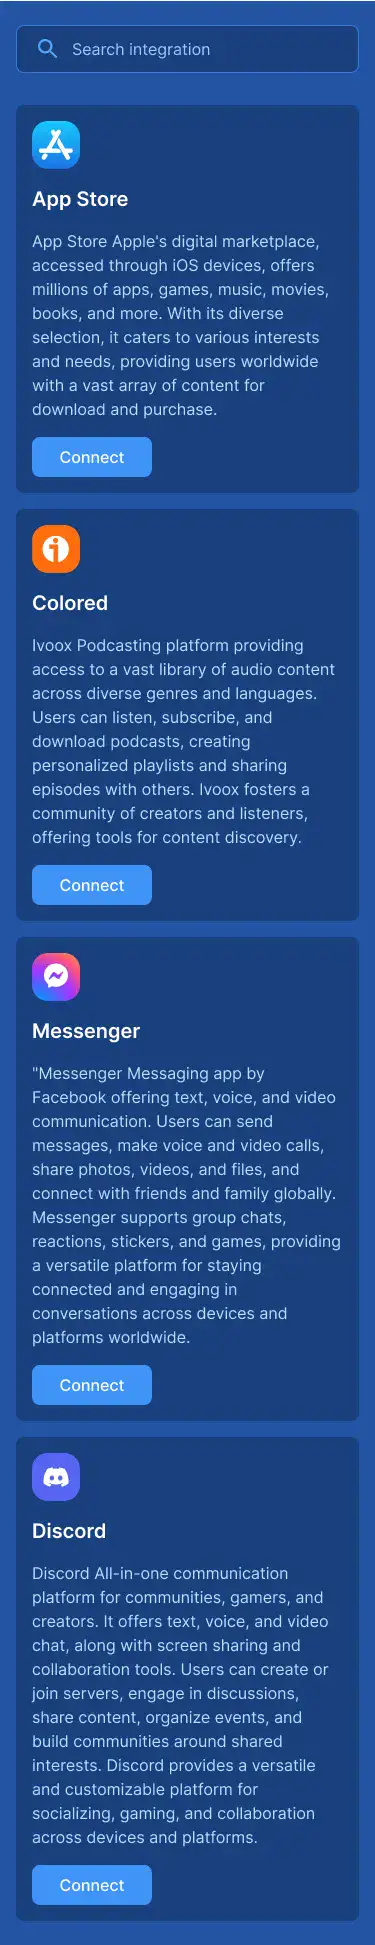 Search integration
App Store
App Store Apple's digital marketplace,
accessed through iOS devices, offers
millions of apps, games, music, movies,
books, and more. With its diverse
selection, it caters to various interests
and needs, providing users worldwide
with a vast array of content for
download and purchase.
Connect
Colored
Ivoox Podcasting platform providing
access to a vast library of audio content
across diverse genres and languages.
Users can listen, subscribe, and
download podcasts, creating
personalized playlists and sharing
episodes with others. Ivoox fosters a
community of creators and listeners,
offering tools for content discovery.
Connect
Messenger
"Messenger Messaging app by
Facebook offering text, voice, and video
communication. Users can send
messages, make voice and video calls,
share photos, videos, and files, and
connect with friends and family globally.
Messenger supports group chats,
reactions, stickers, and games, providing
a versatile platform for staying
connected and engaging in
conversations across devices and
platforms worldwide.
Connect
Discord
Discord All-in-one communication
platform for communities, gamers, and
creators. It offers text, voice, and video
chat, along with screen sharing and
collaboration tools. Users can create or
join servers, engage in discussions,
share content, organize events, and
build communities around shared
interests. Discord provides a versatile
and customizable platform for
socializing, gaming, and collaboration
across devices and platforms.
Connect